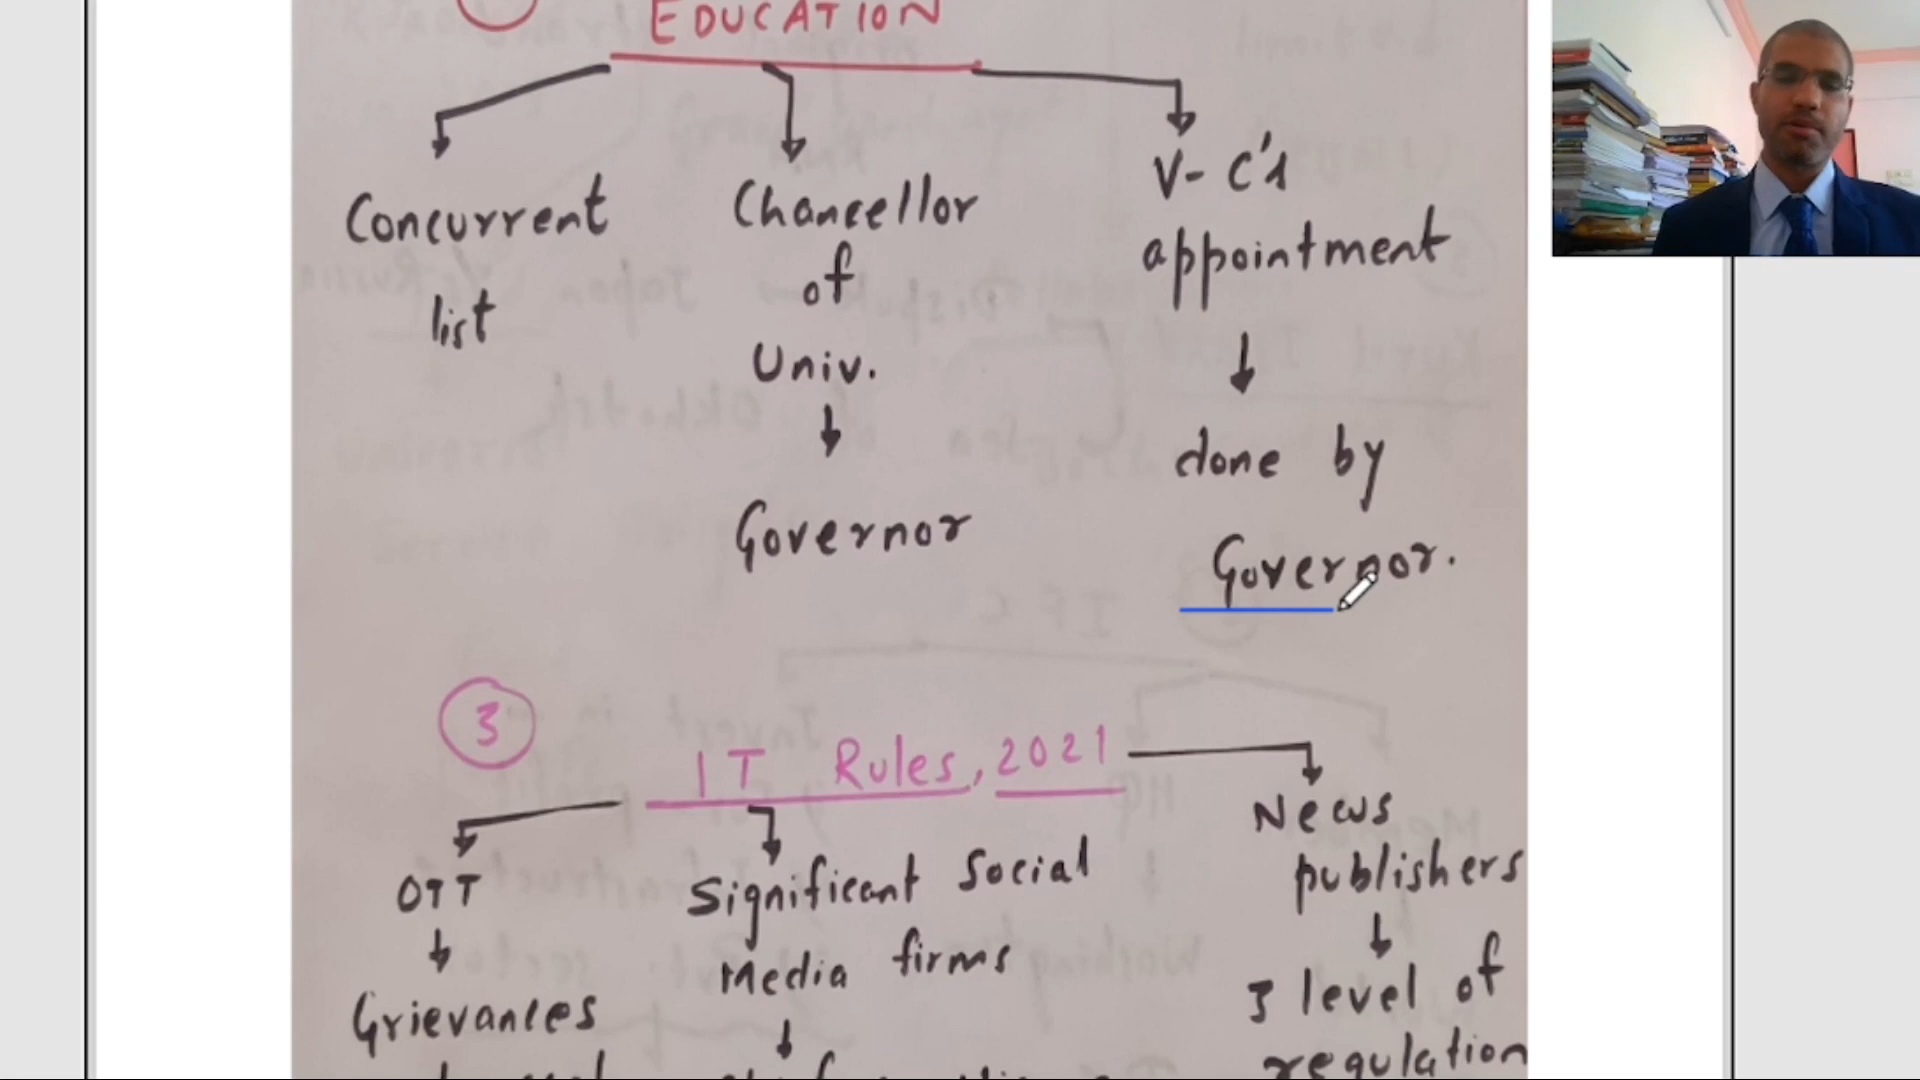 EDUCATION
Concurrent
list
Chancellor
of
Univ.
Governor
V-C's
appointment
done by
Governor.
3
IT Rules, 2021
OTT
Grievances
Significant Social
Media firms
News
publishers
3 level of
regulation